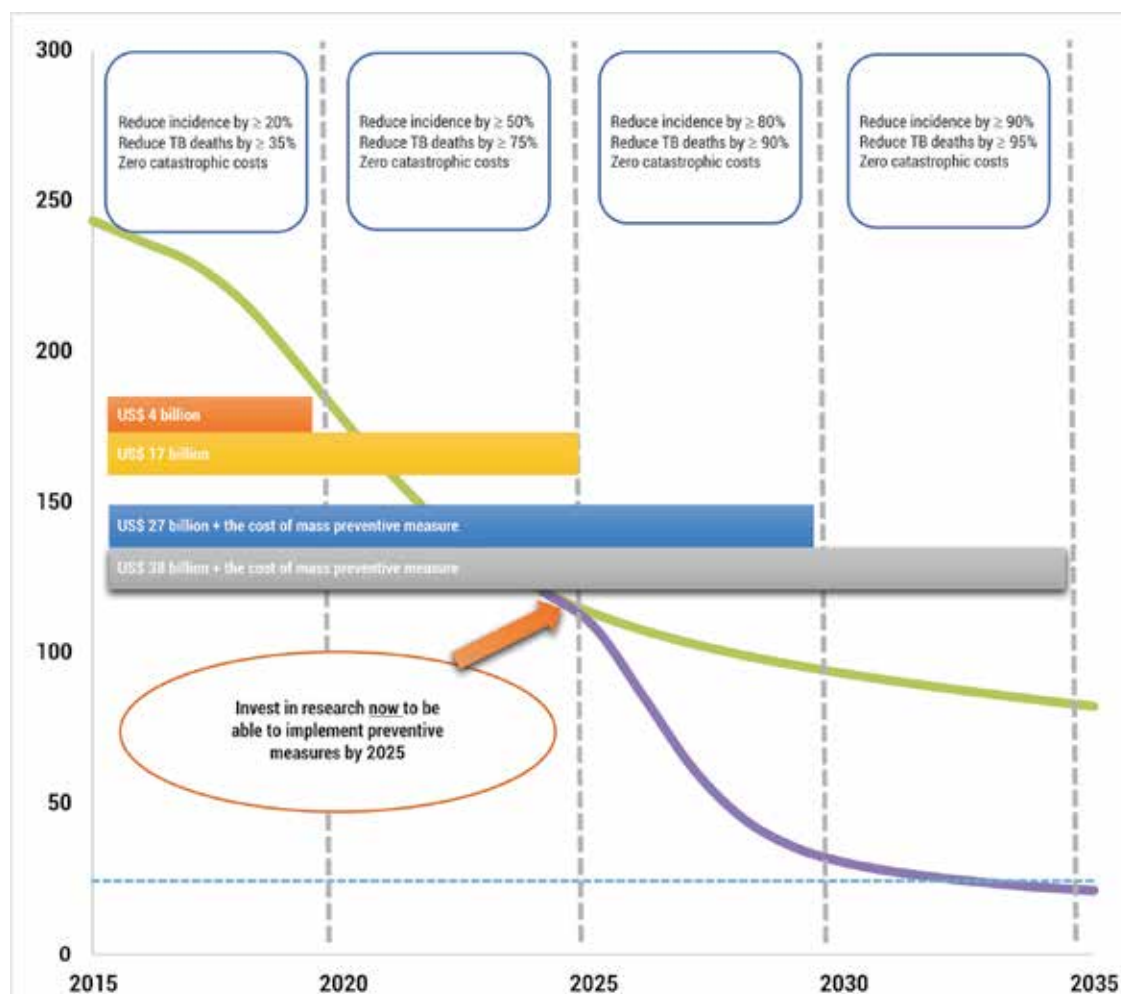 300
250
200
150
100
50
0
Reduce incidence by ≥ 20%
Reduce TB deaths by ≥ 35%
Zero catastrophic costs
Reduce incidence by ≥ 50%
Reduce TB deaths by ≥ 75%
Zero catastrophic costs
Reduce incidence by ≥ 80%
Reduce TB deaths by ≥ 90%
Zero catastrophic costs
Reduce incidence by ≥ 90%
Reduce TB deaths by ≥ 95%
Zero catastrophic costs
US$ 4 billion
US$ 17 billion
US$ 27 billion + the cost of mass preventive measure
US$ 38 billion + the cost of mass preventive measure
Invest in research now to be
able to implement preventive
measures by 2025
2015
2020
2025
2030
2035